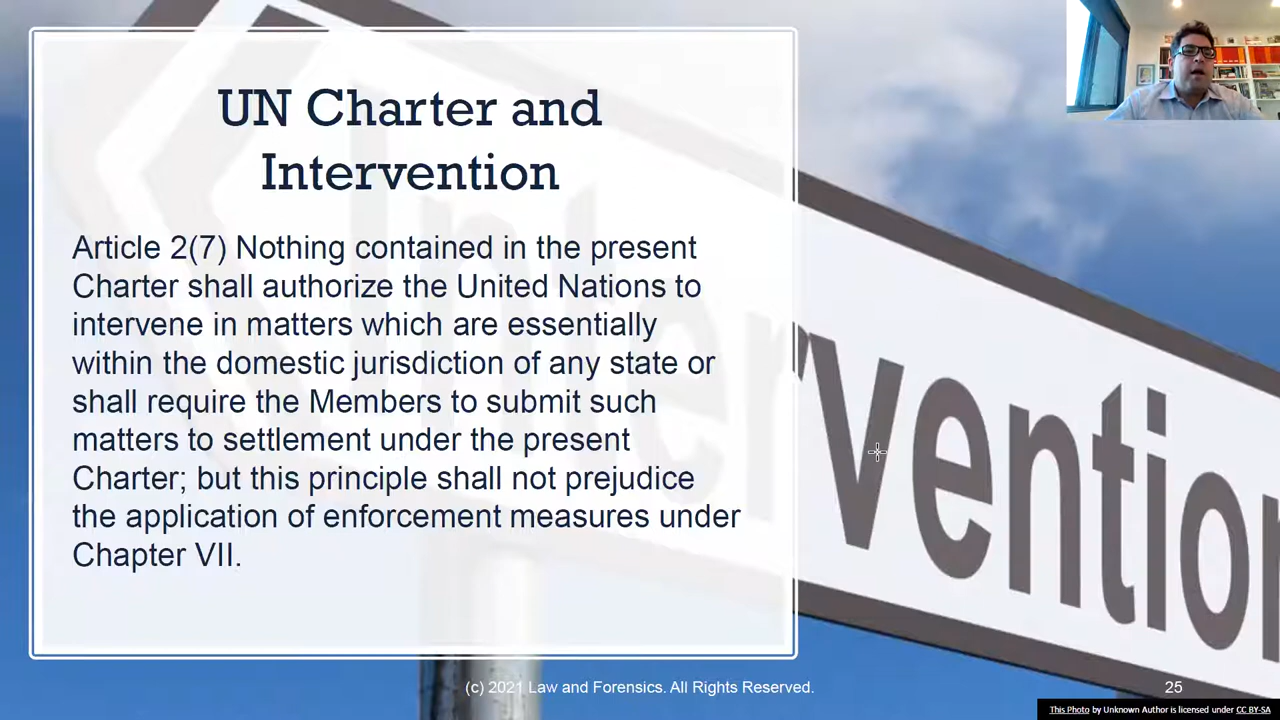 UN Charter and
Intervention
Article 2(7) Nothing contained in the present
Charter shall authorize the United Nations to
intervene in matters which are essentially
within the domestic jurisdiction of any state or
shall require the Members to submit such
matters to settlement under the present
Charter; but this principle shall not prejudice
the application of enforcement measures under
Chapter VII.
Intervention
(c) 2021 Law and Forensics. All Rights Reserved.
25
This Photo by Unknown Author is licensed under CC BY-SA